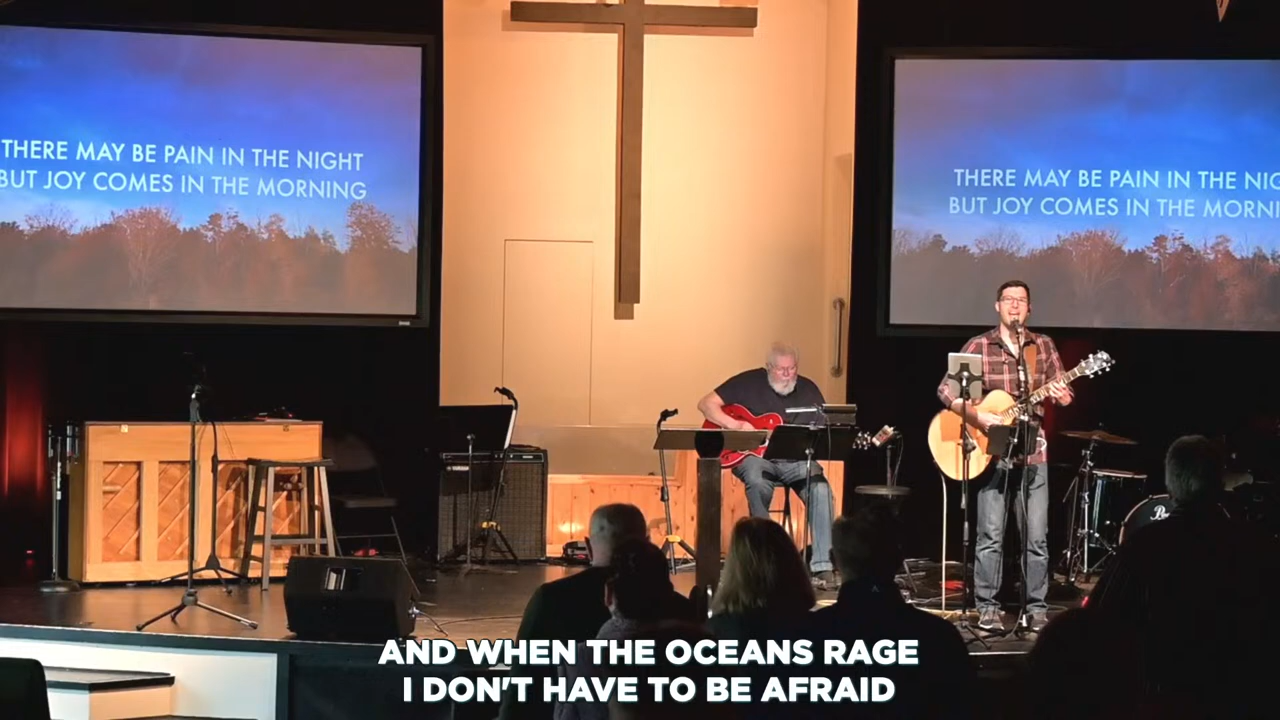 THERE MAY BE PAIN IN THE NIGHT
BUT JOY COMES IN THE MORNING
THERE MAY BE PAIN IN THE NIG
BUT JOY COMES IN THE MORNI
AND WHEN THE OCEANS RAGE
I DON'T HAVE TO BE AFRAID